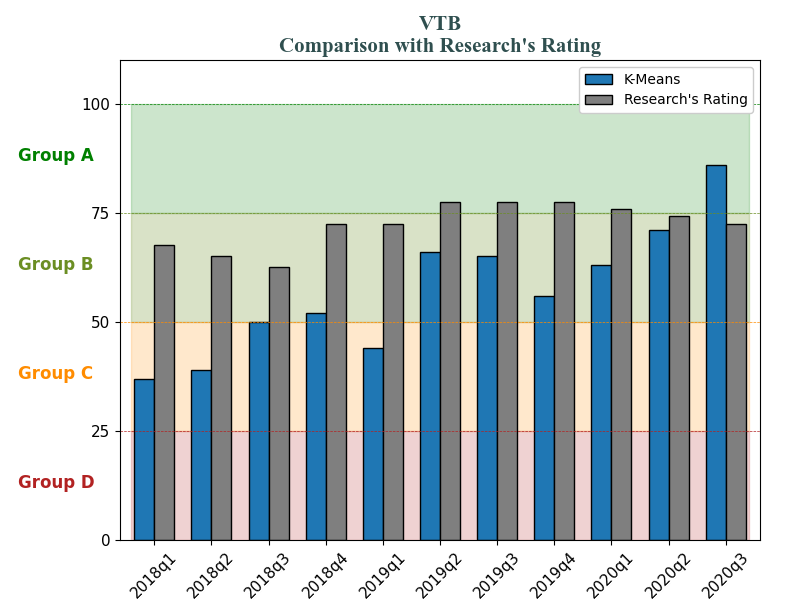 VTB
Comparison with Research's Rating
K-Means
Research's Rating
100
Group A
75
Group B
50
Group C
25
Group D
0
2018q1
2018q2
2018q3
2018q4
2019q1
2019q2
2019q3
2019q4
2020q1
2020q2
2020q3